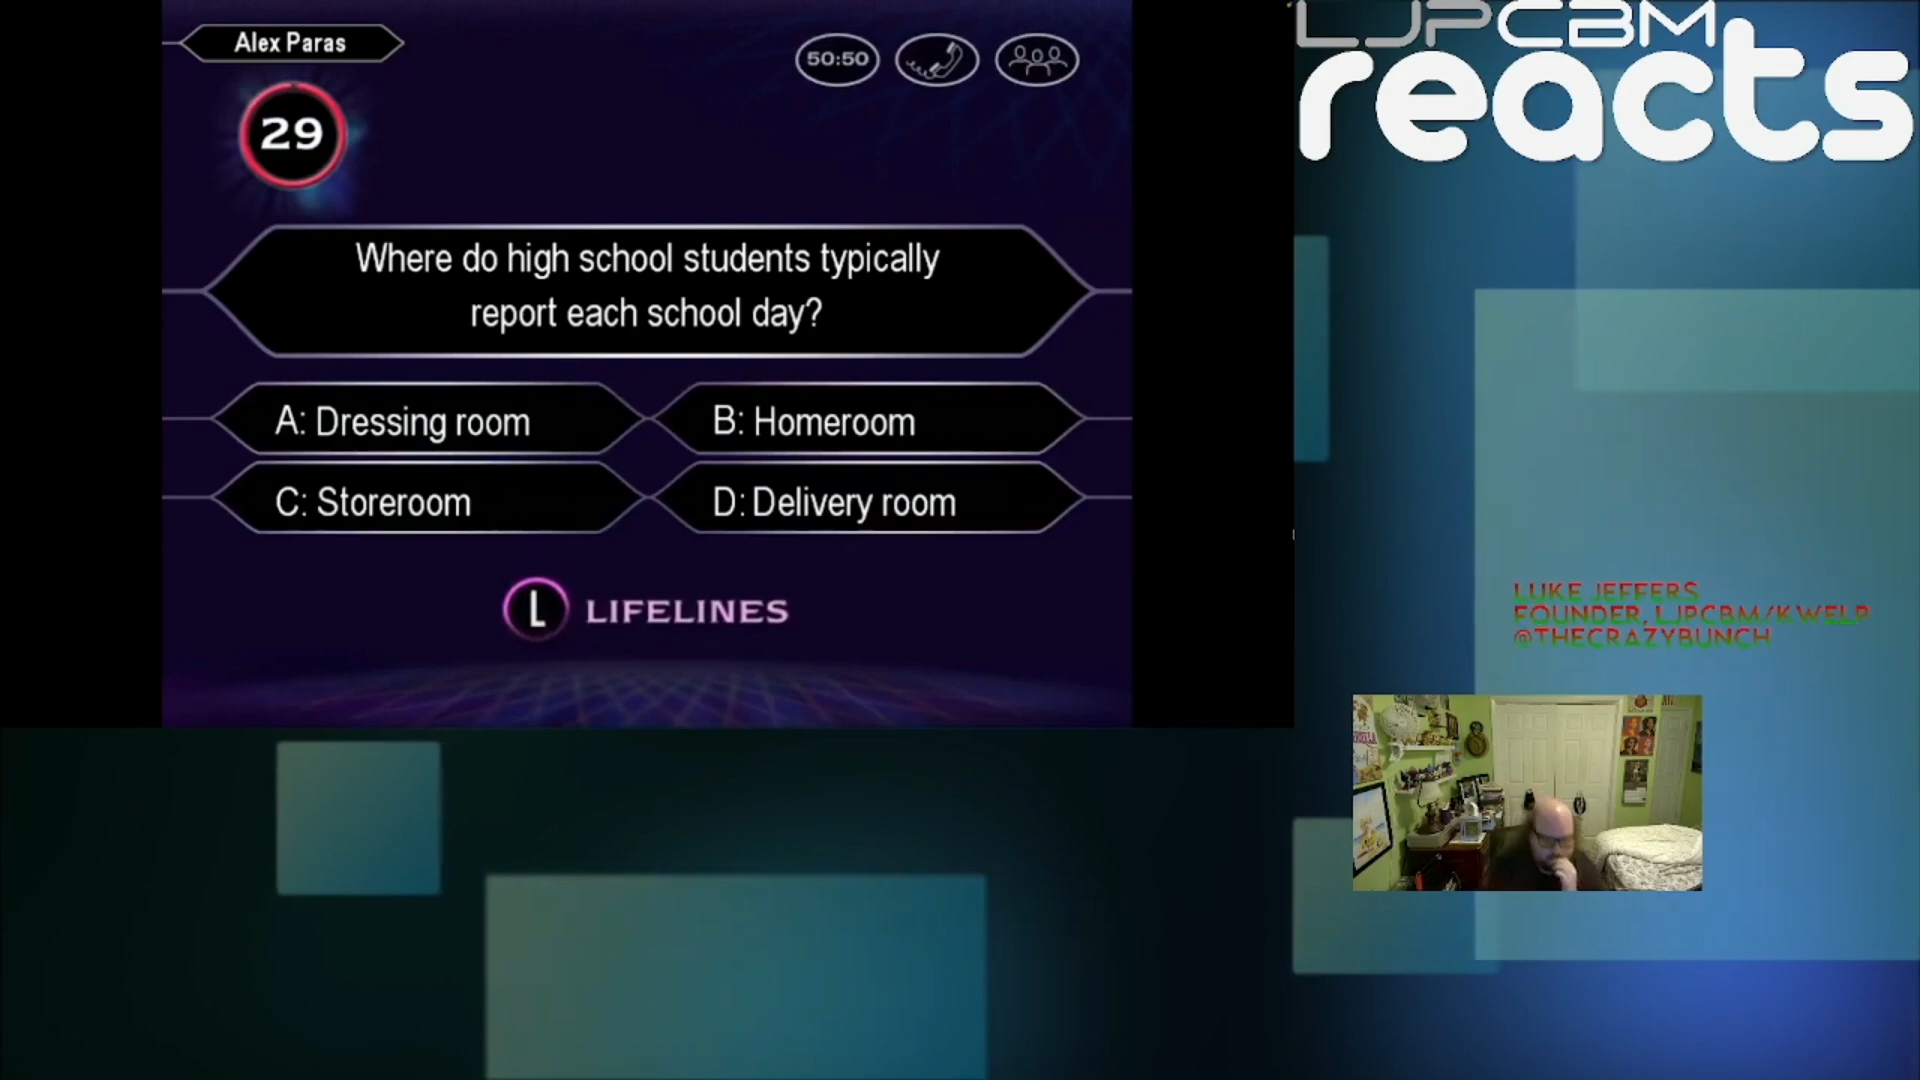 Alex Paras
50:50
29
Where do high school students typically
report each school day?
A: Dressing room
B: Homeroom
C: Storeroom
D: Delivery room
L LIFELINES
LJPCBM
reacts
LUKE JEFFERS
FOUNDER, LJPCBM/KWELP
@THECRAZYBUNCH